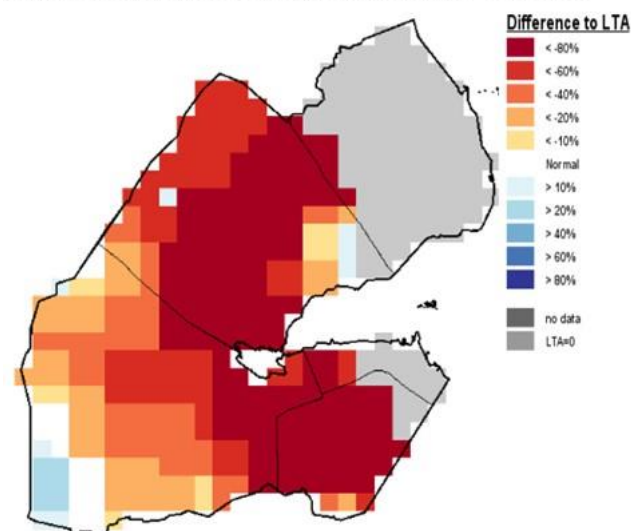 Difference to LTA
< -80%
< -60%
< -40%
< -20%
< -10%
Normal
> 10%
> 20%
> 40%
> 60%
> 80%
no data
LTA=0